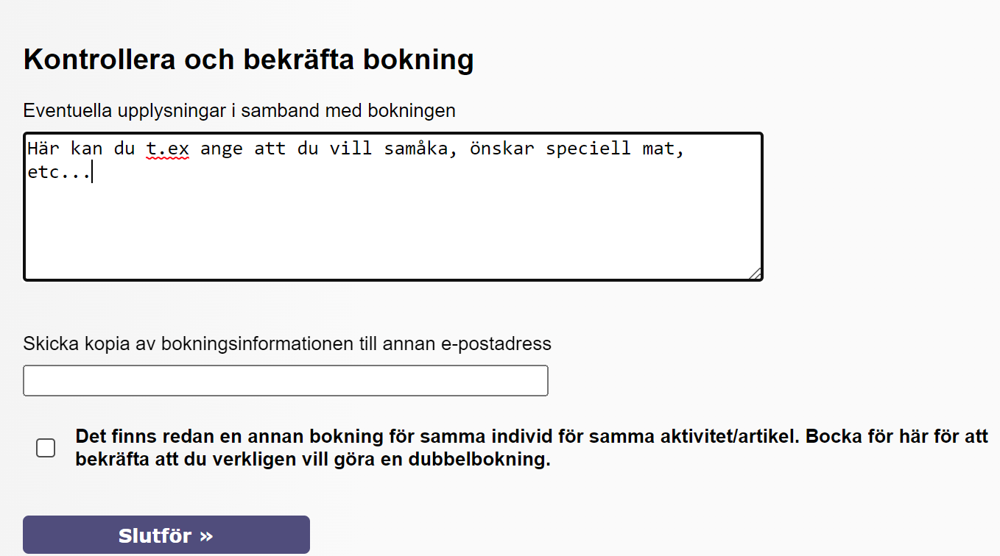 Kontrollera och bekräfta bokning
Eventuella upplysningar i samband med bokningen
Här kan du t.ex ange att du vill samåka, önskar speciell mat,
etc...
Skicka kopia av bokningsinformationen till annan e-postadress
Det finns redan en annan bokning för samma individ för samma aktivitet/artikel. Bocka för här för att
bekräfta att du verkligen vill göra en dubbelbokning.
Slutför »